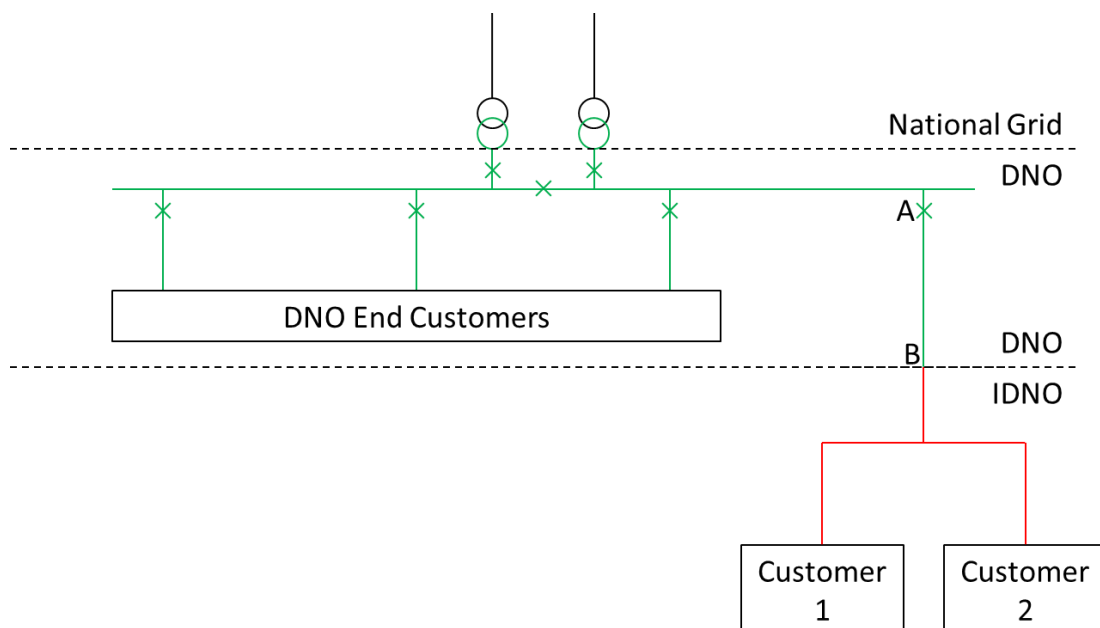 National Grid
DNO
A
DNO End Customers
B
DNO
IDNO
Customer
1
Customer
2